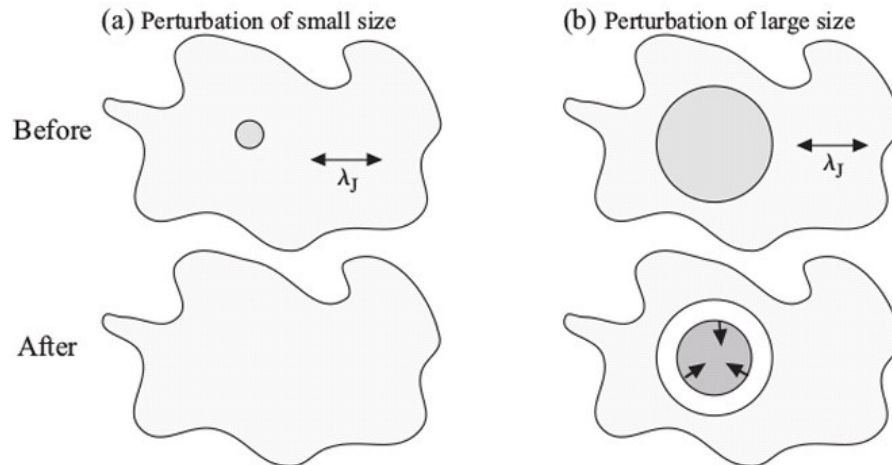 (a) Perturbation of small size
(b) Perturbation of large size
Before
λJ
λJ
After